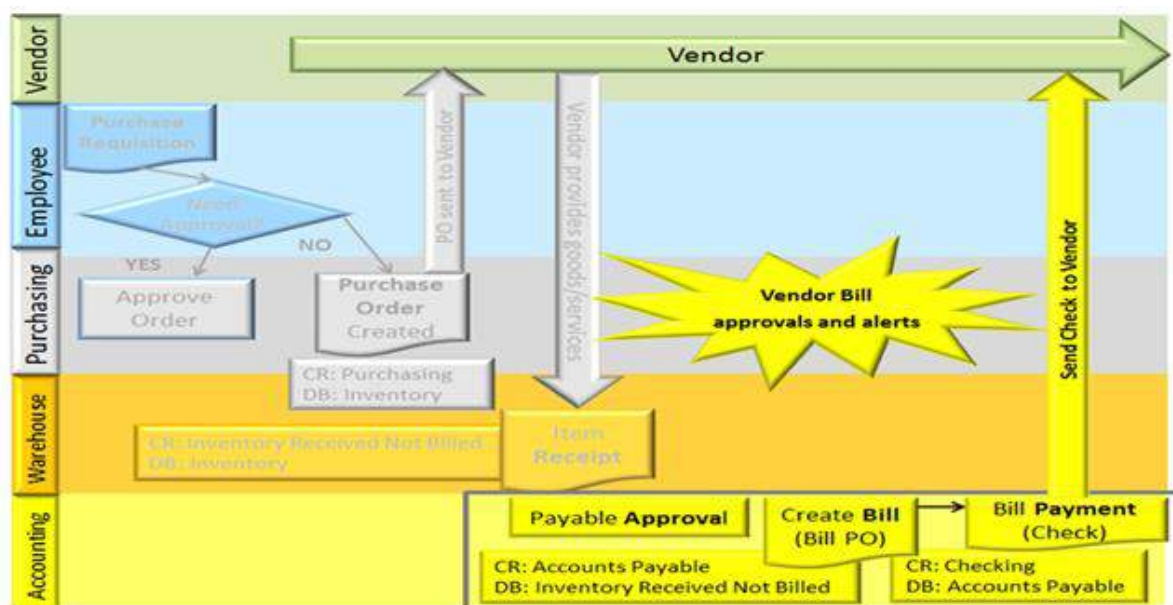 Vendor
Vendor
Employee
Purchase
Requisition
Need
Approval?
YES
NO
PO sent to Vendor
Vendor provides goods/services
Send Check to Vendor
Purchasing
Approve
Order
Purchase
Order
Created
Vendor Bill
approvals and alerts
CR: Purchasing
DB: Inventory
Warehouse
CR: Inventory Received Not Billed
DB: Inventory
Item
Receipt
Accounting
Payable Approval
Create Bill
(Bill PO)
Bill Payment
(Check)
CR: Accounts Payable
DB: Inventory Received Not Billed
CR: Checking
DB: Accounts Payable